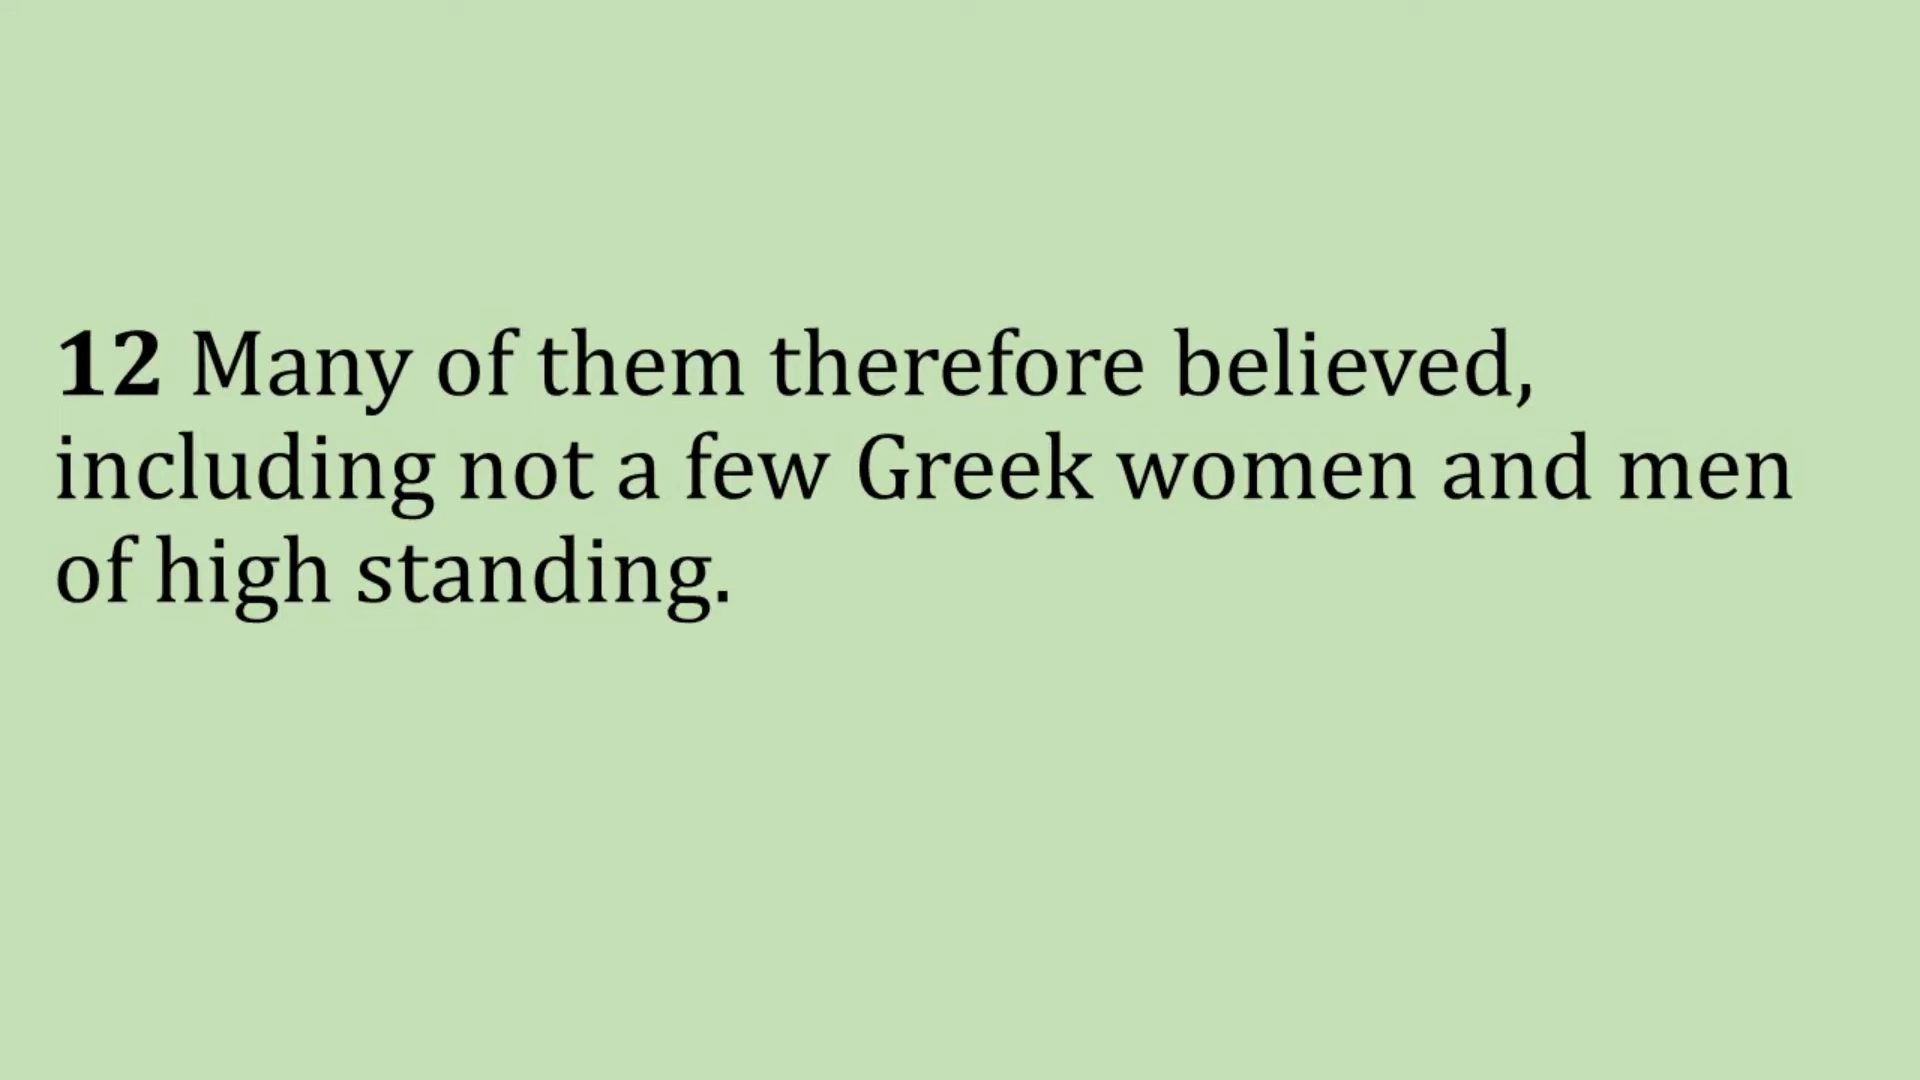 12 Many of them therefore believed,
including not a few Greek women and men
of high standing.